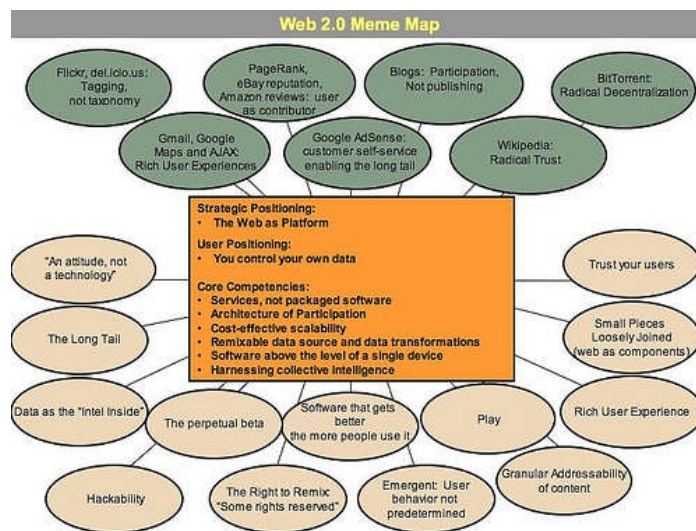 Web 2.0 Meme Map
Flickr, del.icio.us:
Tagging,
not taxonomy
PageRank,
eBay reputation,
Amazon reviews: user
as contributor
Blogs: Participation,
Not publishing
BitTorrent:
Radical Decentralization
Gmail, Google
Maps and AJAX:
Rich User Experiences
Google AdSense:
customer self-service
enabling the long tail
Wikipedia:
Radical Trust
Strategic Positioning:
• The Web as Platform
User Positioning:
• You control your own data
Core Competencies:
• Services, not packaged software
• Architecture of Participation
• Cost-effective scalability
• Remixable data source and data transformations
• Software above the level of a single device
• Harnessing collective intelligence
"An attitude, not
a technology"
Trust your users
The Long Tail
Small Pieces
Loosely Joined
(web as components)
Data as the "Intel Inside"
The perpetual beta
Software that gets
better
the more people use it
Play
Rich User Experience
Hackability
The Right to Remix:
"Some rights reserved"
Emergent: User
behavior not
predetermined
Granular Addressability
of content